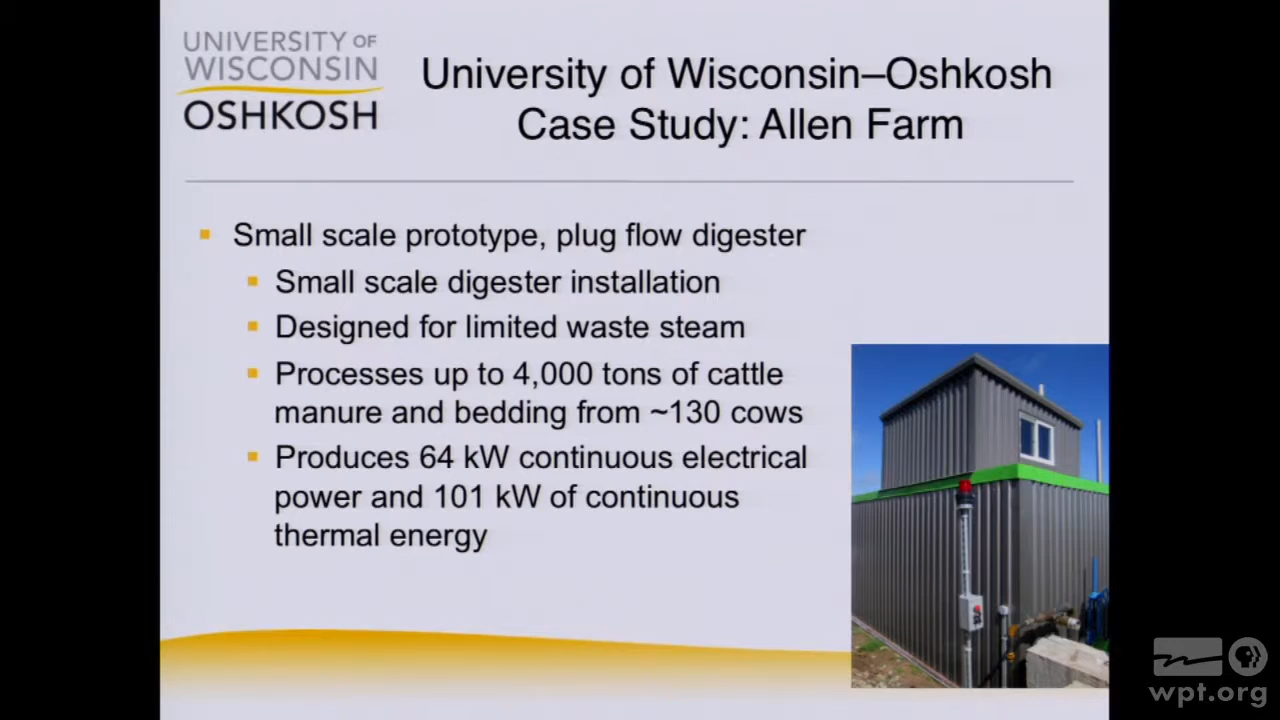 UNIVERSITY OF
WISCONSIN
OSHKOSH
University of Wisconsin–Oshkosh
Case Study: Allen Farm
Small scale prototype, plug flow digester
Small scale digester installation
Designed for limited waste steam
Processes up to 4,000 tons of cattle
manure and bedding from ~130 cows
Produces 64 kW continuous electrical
power and 101 kW of continuous
thermal energy
wpt.org